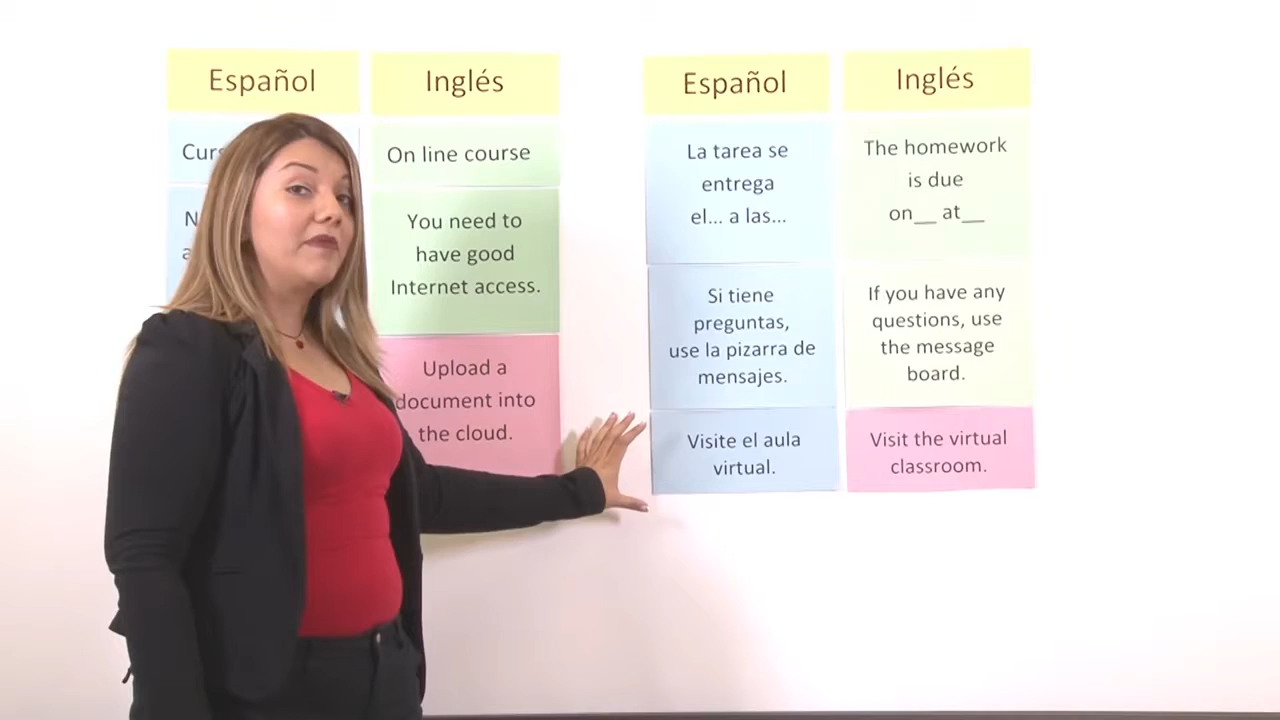 Español
Inglés
On line course
You need to
have good
Internet access.
Upload a
document into
the cloud.
Español
Inglés
La tarea se
entrega
el... a las...
The homework
is due
on__ at__
Si tiene
preguntas,
use la pizarra de
mensajes.
If you have any
questions, use
the message
board.
Visite el aula
virtual.
Visit the virtual
classroom.